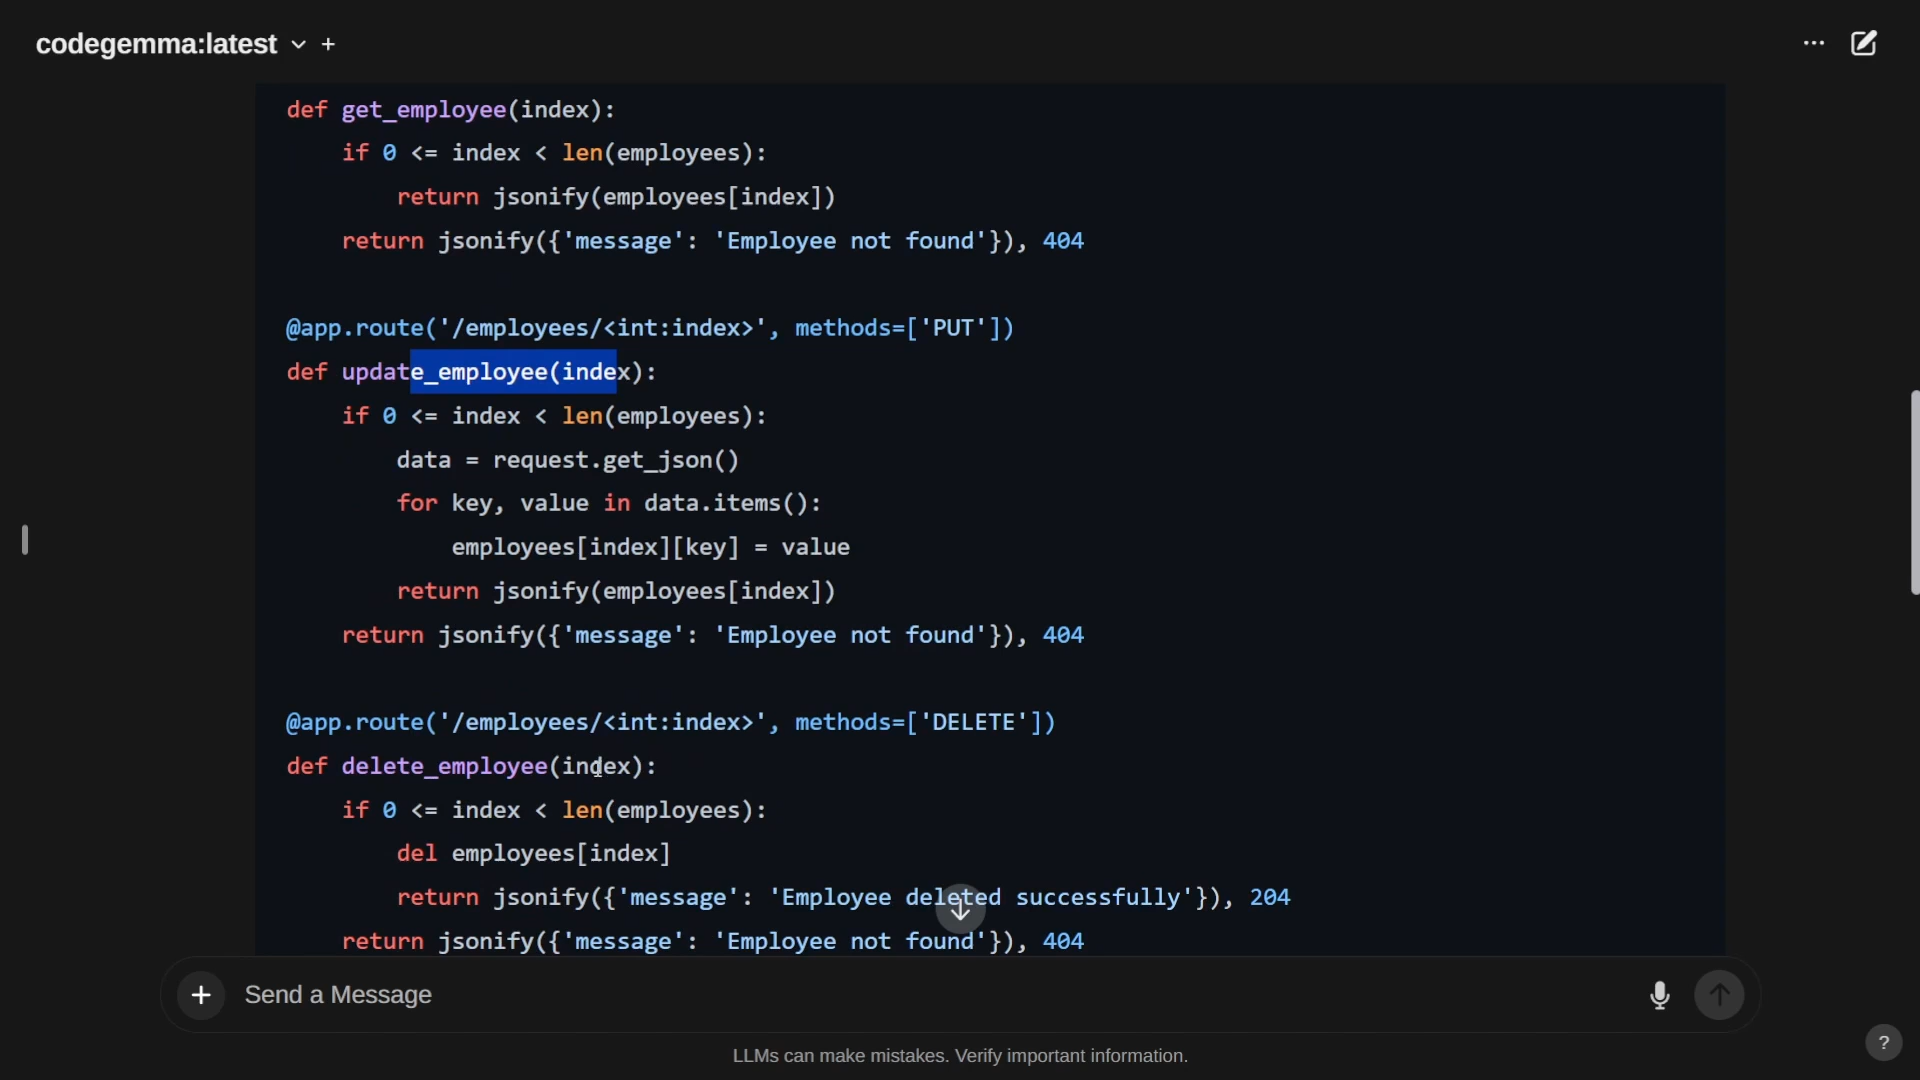 codegemma:latest
def get_employee(index):
    if 0 <= index < len(employees):
        return jsonify(employees[index])
    return jsonify({'message': 'Employee not found'}), 404
@app.route('/employees/<int:index>', methods=['PUT'])
def update_employee(index):
    if 0 <= index < len(employees):
        data = request.get_json()
        for key, value in data.items():
            employees[index][key] = value
        return jsonify(employees[index])
    return jsonify({'message': 'Employee not found'}), 404
@app.route('/employees/<int:index>', methods=['DELETE'])
def delete_employee(index):
    if 0 <= index < len(employees):
        del employees[index]
        return jsonify({'message': 'Employee deleted successfully'}), 204
    return jsonify({'message': 'Employee not found'}), 404
Send a Message
LLMs can make mistakes. Verify important information.
?